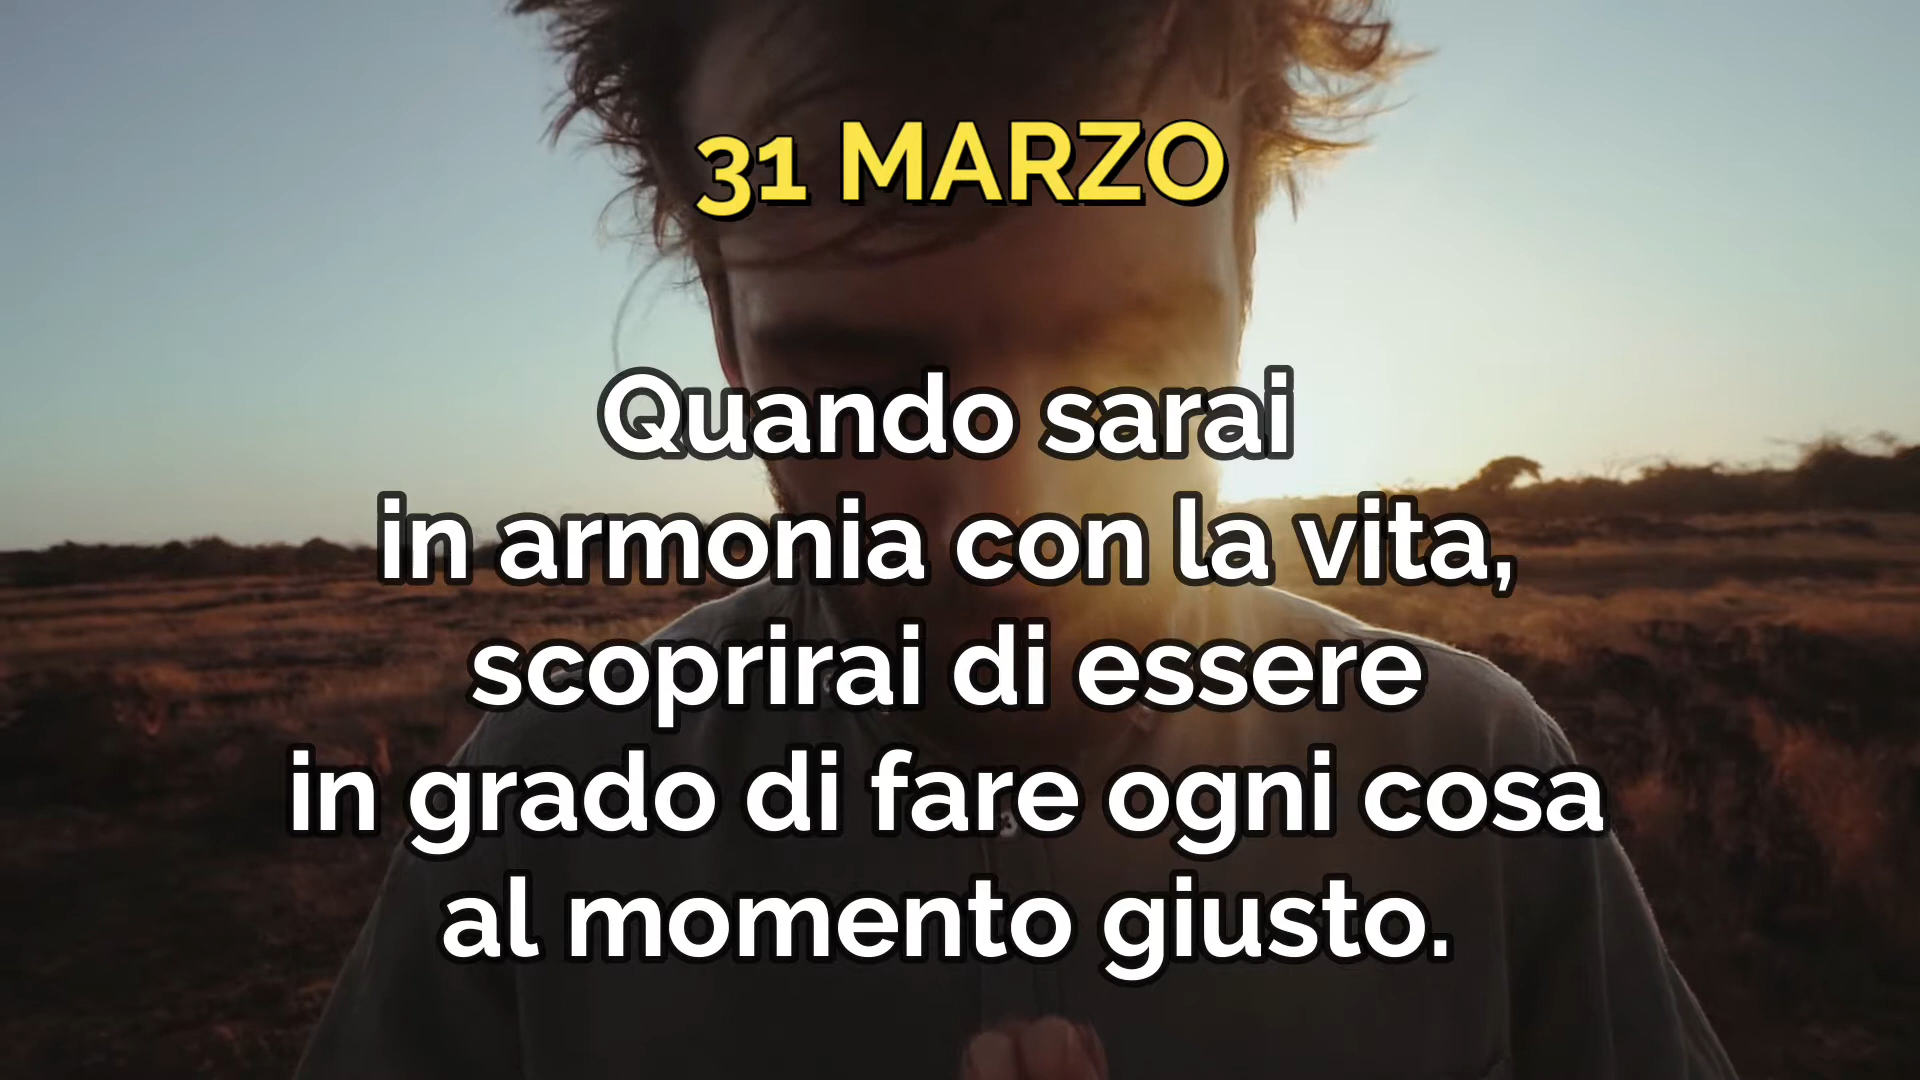 31 MARZO
Quando sarai
in armonia con la vita,
scoprirai di essere
in grado di fare ogni cosa
al momento giusto.